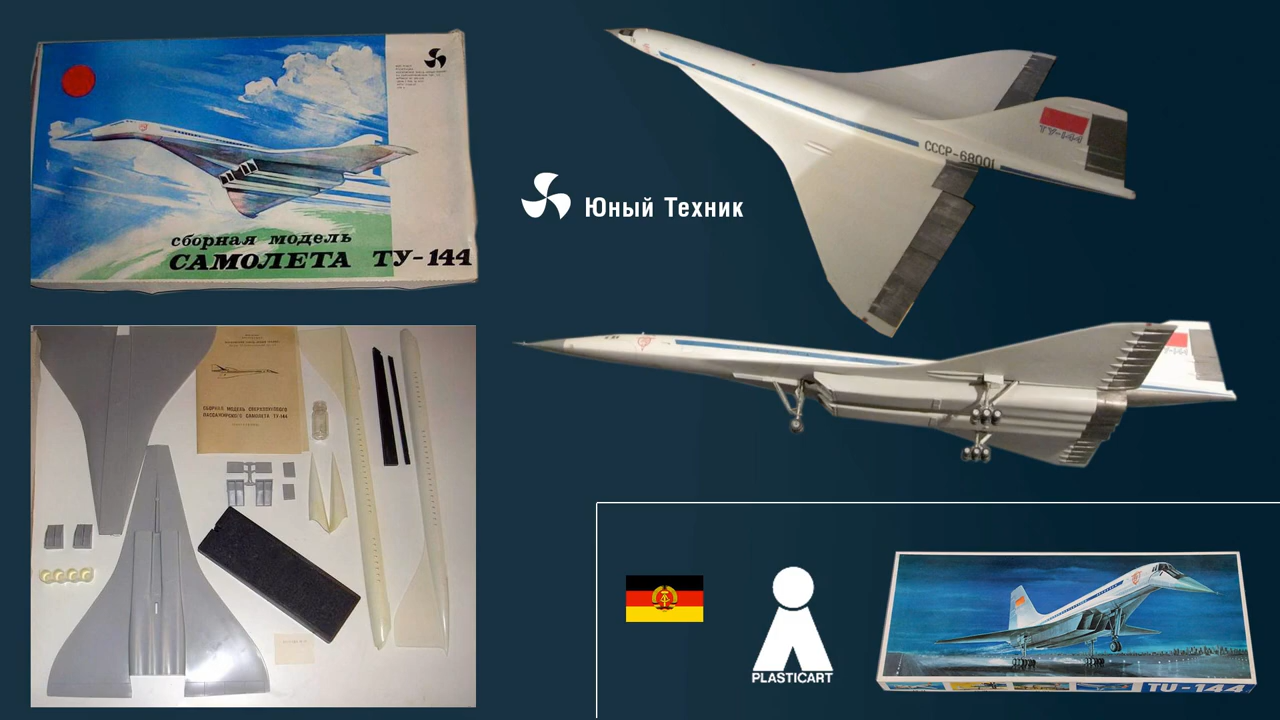 сборная модель
САМОЛЕТА ТУ-144
Юный Техник
СССР-68001
ТУ-144
СБОРНАЯ МОДЕЛЬ СВЕРХЗВУКОВОГО
ПАССАЖИРСКОГО САМОЛЕТА ТУ-144
PLASTICART
TU-144